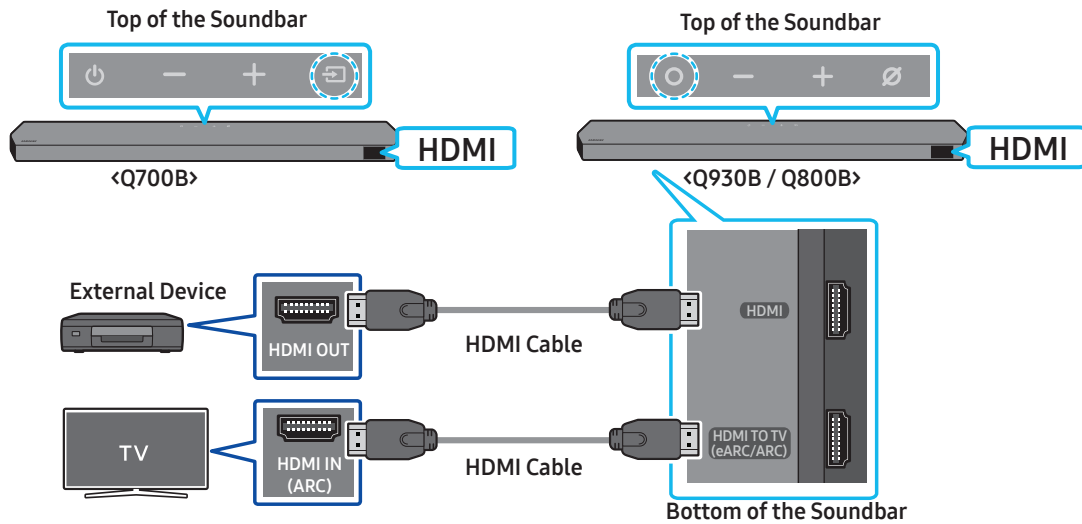 Top of the Soundbar
Top of the Soundbar
HDMI
HDMI
<Q700B>
<Q930B / Q800B>
External Device
HDMI OUT
HDMI Cable
HDMI
TV
HDMI IN
(ARC)
HDMI Cable
HDMI TO TV
(eARC/ARC)
Bottom of the Soundbar